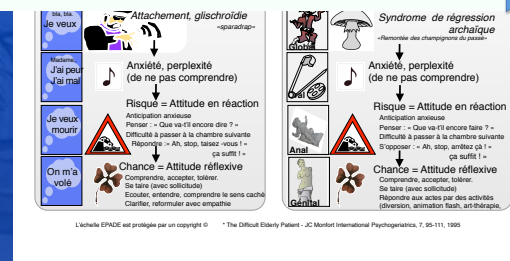 bla, bla.
Je veux
Attachement, glischroïdie
«sparadrap»
Madame...
J'ai peur
J'ai mal
Anxiété, perplexité
(de ne pas comprendre)
Risque = Attitude en réaction
Anticipation anxieuse
Penser : « Que va-t'il encore dire ? »
Difficulté à passer à la chambre suivante
Répondre :« Ah, stop, taisez -vous ! »
ça suffit ! »
Je veux
mourir
On m'a
volé
Chance = Attitude réflexive
Comprendre, accepter, tolérer.
Se taire (avec sollicitude)
Ecouter, entendre, comprendre le sens caché
Clarifier, reformuler avec empathie
Syndrome de régression
archaïque
«Remontée des champignons du passé»
Global
Anxiété, perplexité
(de ne pas comprendre)
Risque = Attitude en réaction
Anticipation anxieuse
Penser : « Que va-t'il encore faire ? »
Difficulté à passer à la chambre suivante
S'opposer : « Ah, stop, arrêtez çà ! »
ça suffit ! »
Anal
Chance = Attitude réflexive
Comprendre, accepter, tolérer.
Se taire (avec sollicitude)
Répondre aux actes par des activités
(diversion, animation flash, art-thérapie,
Génital
L'échelle EPADE est protégée par un copyright © * The Difficult Elderly Patient - JC Monfort International Psychogeriatrics, 7, 95-111, 1995